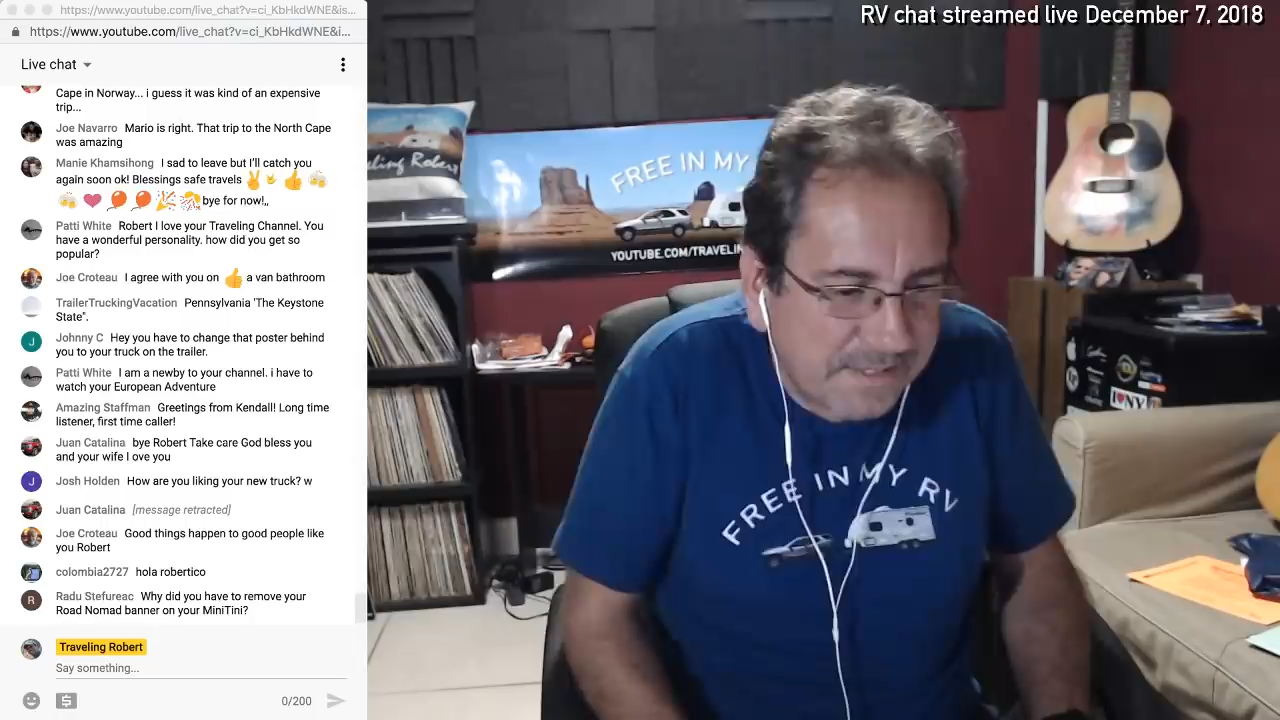 https://www.youtube.com/live_chat?v=ci_KbHkdWNE&is...
https://www.youtube.com/live_chat?v=ci_KbHkdWNE&i...
RV chat streamed live December 7, 2018
Live chat
Cape in Norway... i guess it was kind of an expensive
trip...
Joe Navarro Mario is right. That trip to the North Cape
was amazing
Manie Khamsihong I sad to leave but I'll catch you
again soon ok! Blessings safe travels
bye for now!,,
Patti White Robert I love your Traveling Channel. You
have a wonderful personality. how did you get so
popular?
Joe Croteau I agree with you on a van bathroom
TrailerTruckingVacation Pennsylvania 'The Keystone
State".
Johnny C Hey you have to change that poster behind
you to your truck on the trailer.
Patti White I am a newby to your channel. i have to
watch your European Adventure
Amazing Staffman Greetings from Kendall! Long time
listener, first time caller!
Juan Catalina bye Robert Take care God bless you
and your wife I ove you
J
Josh Holden How are you liking your new truck? w
Juan Catalina [message retracted]
Joe Croteau Good things happen to good people like
you Robert
colombia2727 hola robertico
R
Radu Stefureac Why did you have to remove your
Road Nomad banner on your MiniTini?
Traveling Robert
Say something...
0/200
eling Robert
FREE IN MY
YOUTUBE.COM/TRAVELIN
FREE IN MY RV
I NY